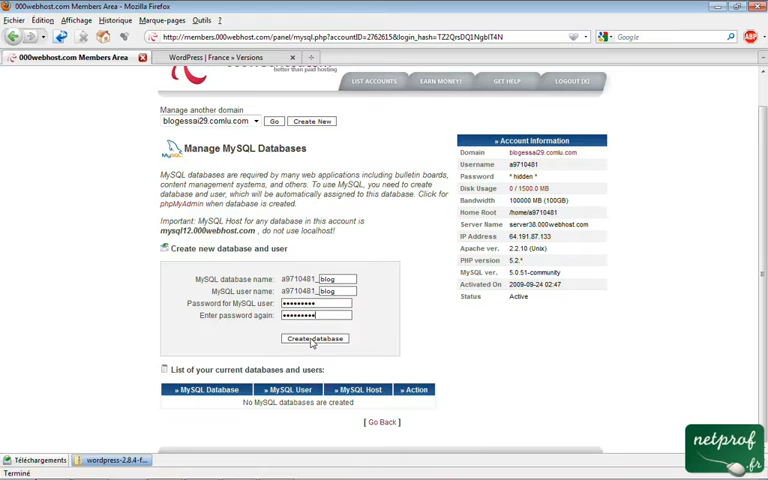 000webhost.com Members Area - Mozilla Firefox
Fichier Édition Affichage Historique Marque-pages Outils ?
http://members.000webhost.com/panel/mysql.php?accountID=2762615&login_hash=TZ2QrsDQ1NgbIT4N
Google
ABP
000webhost.com Members Area
WordPress | France » Versions
better than paid hosting
LIST ACCOUNTS EARN MONEY! GET HELP LOGOUT [X]
Manage another domain
blogessai29.comlu.com Go Create New
Manage MySQL Databases
MySQL
MySQL databases are required by many web applications including bulletin boards,
content management systems, and others. To use MySQL, you need to create
database and user, which will be automatically assigned to this database. Click for
phpMyAdmin when database is created.
Important: MySQL Host for any database in this account is
mysql12.000webhost.com , do not use localhost!
Create new database and user
MySQL database name: a9710481_ blog
MySQL user name: a9710481_ blog
Password for MySQL user: •••••••••
Enter password again: •••••••••
Create database
List of your current databases and users:
» MySQL Database » MySQL User » MySQL Host » Action
No MySQL databases are created
[ Go Back ]
» Account Information
Domain blogessai29.comlu.com
Username a9710481
Password * hidden *
Disk Usage 0 / 1500.0 MB
Bandwidth 100000 MB (100GB)
Home Root /home/a9710481
Server Name server38.000webhost.com
IP Address 64.191.87.133
Apache ver. 2.2.10 (Unix)
PHP version 5.2.*
MySQL ver. 5.0.51-community
Activated On 2009-09-24 02:47
Status Active
netprof
.fr
Téléchargements wordpress-2.8.4-f...
Terminé